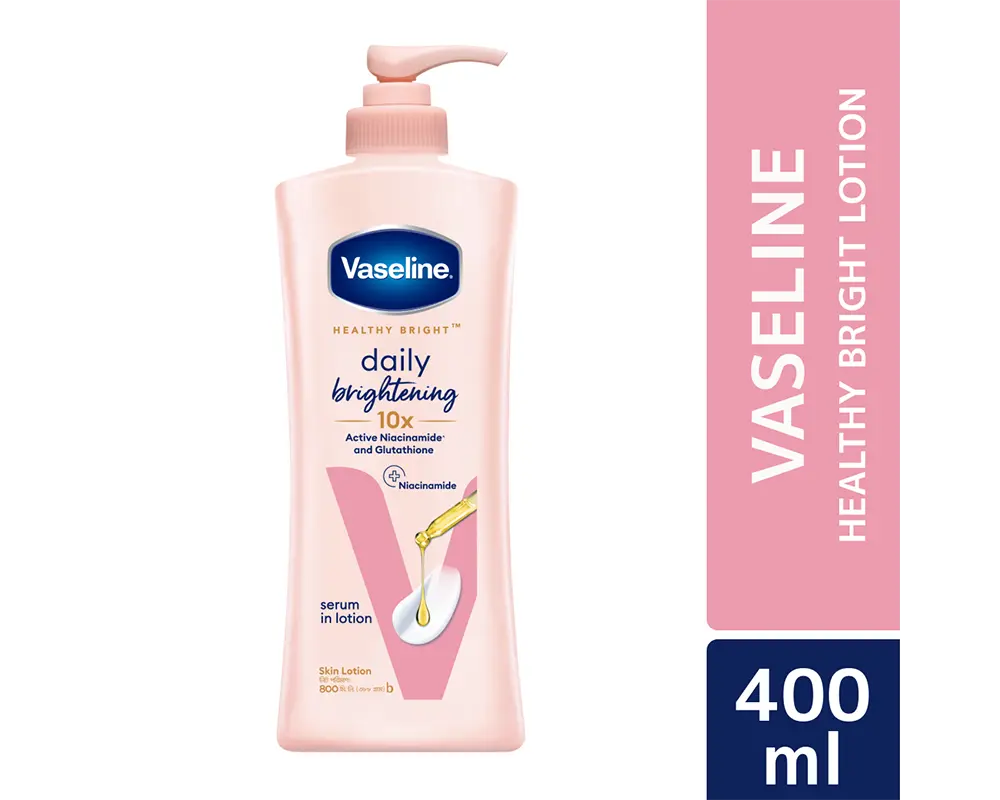 Vaseline.
HEALTHY BRIGHT™
daily
brightening
10x
Active Niacinamide
and Glutathione
Niacinamide
serum
in lotion
Skin Lotion
800
VASELINE
HEALTHY BRIGHT LOTION
400
ml